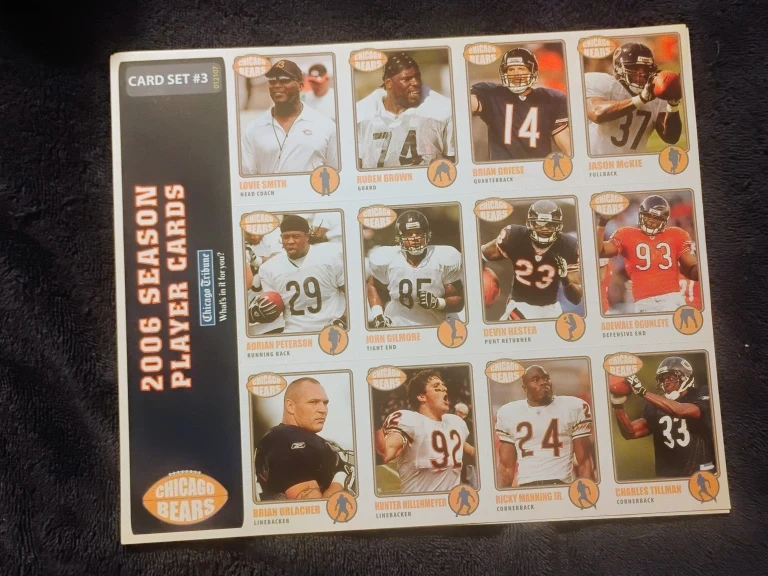 CARD SET #3
012107
2006 SEASON
PLAYER CARDS
Chicago Tribune
What's in it for you?
CHICAGO
BEARS
CHICAGO
BEARS
LOVIE SMITH
HEAD COACH
CHICAGO
BEARS
74
RUBEN BROWN
GUARD
CHICAGO
BEARS
14
BRIAN GRIESE
QUARTERBACK
CHICAGO
BEARS
37
JASON McKIE
FULLBACK
CHICAGO
BEARS
29
ADRIAN PETERSON
RUNNING BACK
CHICAGO
BEARS
85
JOHN GILMORE
TIGHT END
CHICAGO
BEARS
23
DEVIN HESTER
PUNT RETURNER
CHICAGO
BEARS
93
ADEWALE OGUNLEYE
DEFENSIVE END
CHICAGO
BEARS
BRIAN URLACHER
LINEBACKER
CHICAGO
BEARS
92
HUNTER HILLENMEYER
LINEBACKER
CHICAGO
BEARS
24
RICKY MANNING JR.
CORNERBACK
CHICAGO
BEARS
33
CHARLES TILLMAN
CORNERBACK